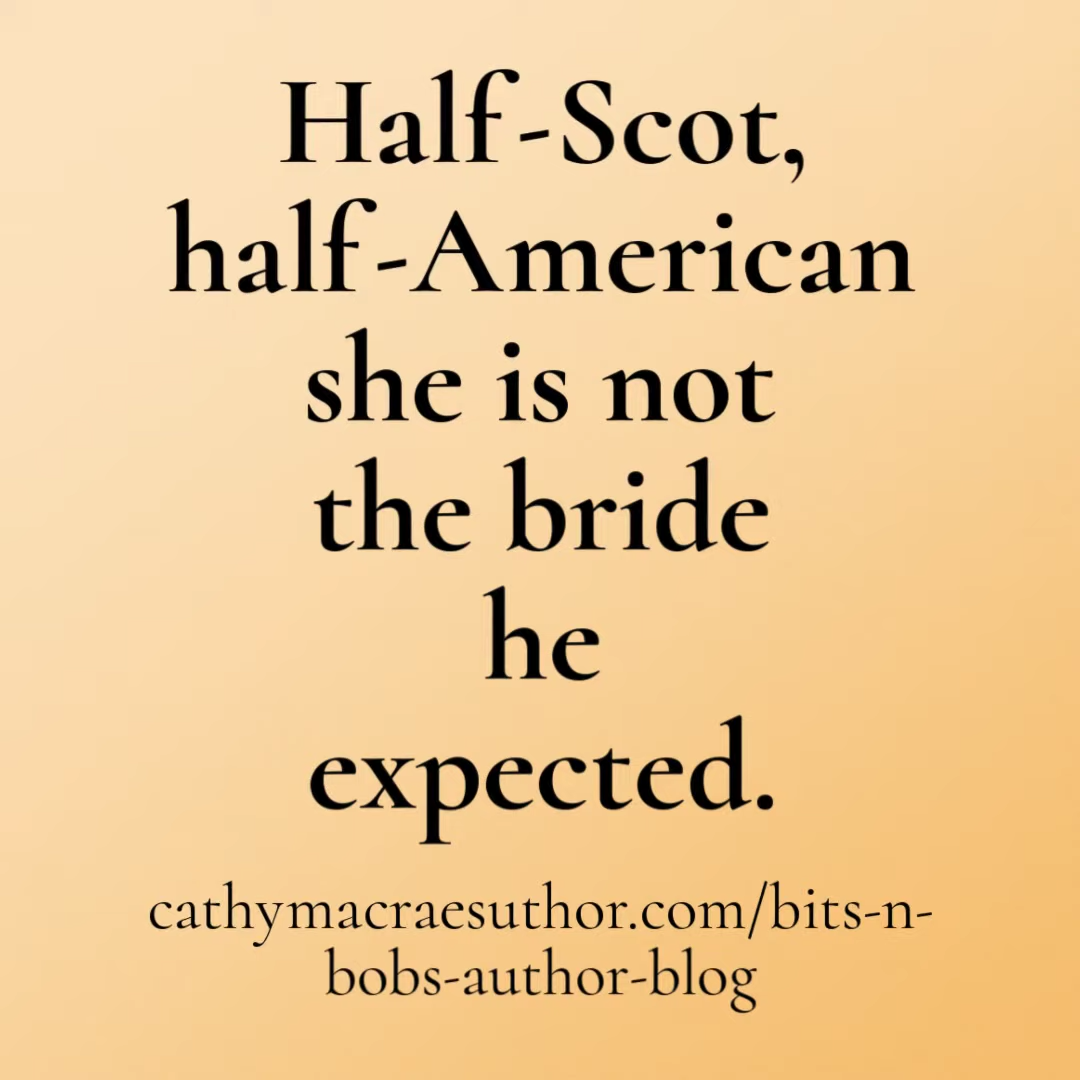 Half-Scot,
half-American
she is not
the bride
he
expected.
cathymacraesuthor.com/bits-n-
bobs-author-blog